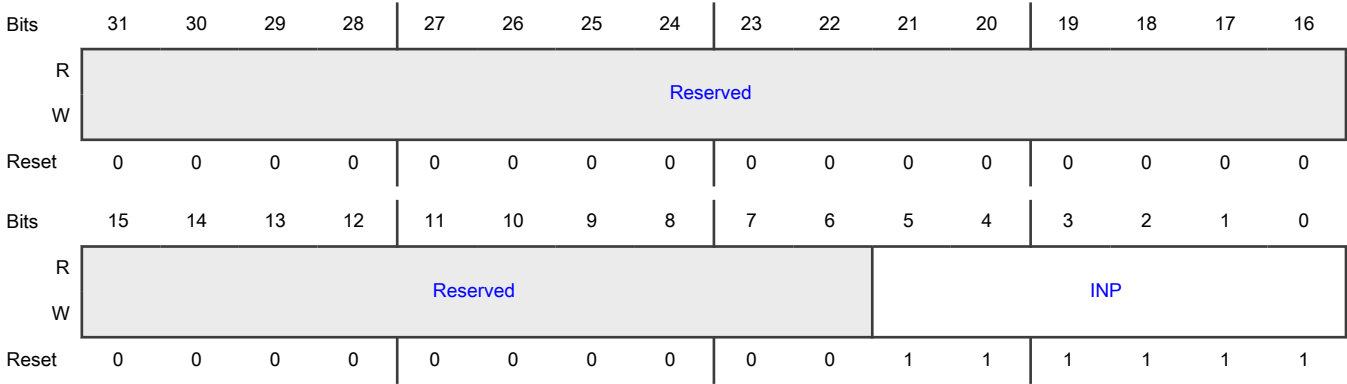 Bits 31 30 29 28 27 26 25 24 23 22 21 20 19 18 17 16
R
Reserved
W
Reset 0 0 0 0 0 0 0 0 0 0 0 0 0 0 0 0
Bits 15 14 13 12 11 10 9 8 7 6 5 4 3 2 1 0
R
Reserved INP
W
Reset 0 0 0 0 0 0 0 0 0 0 1 1 1 1 1 1